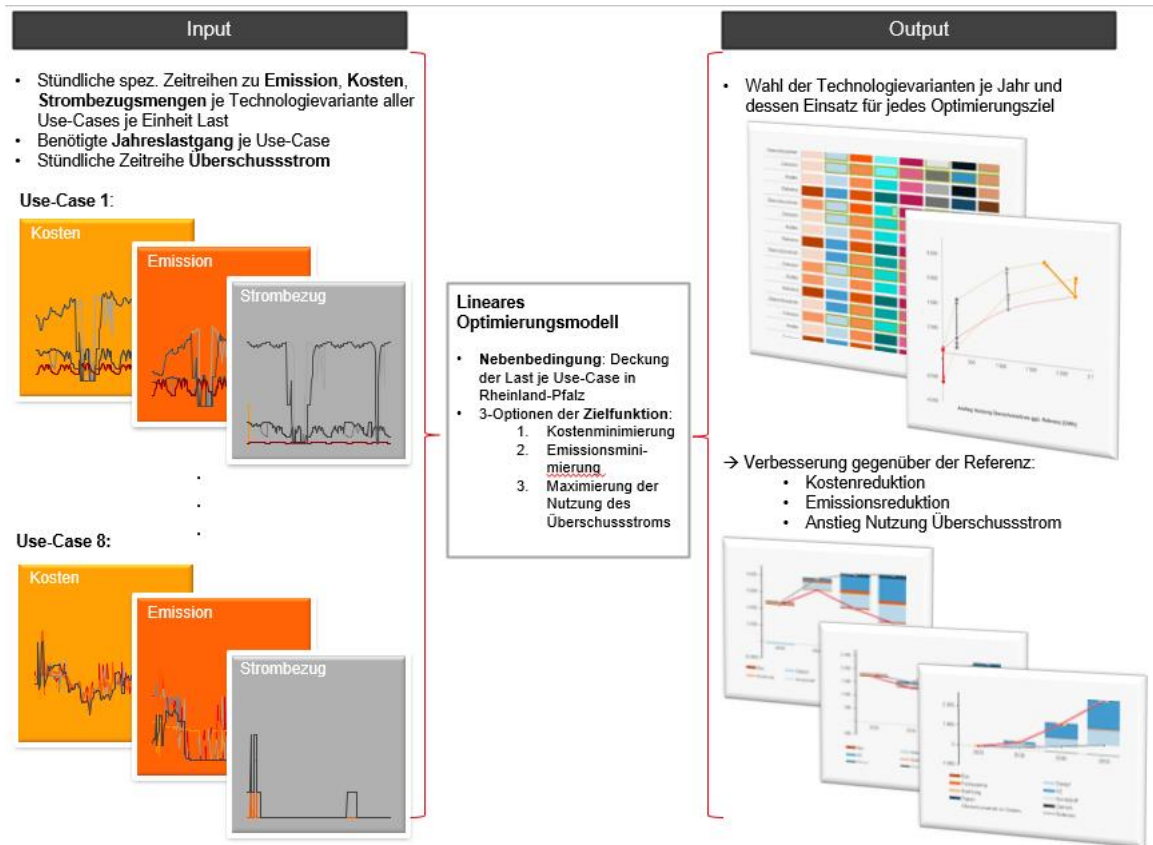 Input
• Stündliche spez. Zeitreihen zu Emission, Kosten,
Strombezugsmengen je Technologievariante aller
Use-Cases je Einheit Last
• Benötigte Jahreslastgang je Use-Case
• Stündliche Zeitreihe Überschussstrom
Use-Case 1:
Kosten
Emission
Strombezug
.
.
.
Use-Case 8:
Kosten
Emission
Strombezug
Lineares
Optimierungsmodell
• Nebenbedingung: Deckung
der Last je Use-Case in
Rheinland-Pfalz
• 3-Optionen der Zielfunktion:
1. Kostenminimierung
2. Emissionsmini-
mierung
3. Maximierung der
Nutzung des
Überschussstroms
Output
• Wahl der Technologievarianten je Jahr und
dessen Einsatz für jedes Optimierungsziel
→ Verbesserung gegenüber der Referenz:
• Kostenreduktion
• Emissionsreduktion
• Anstieg Nutzung Überschussstrom